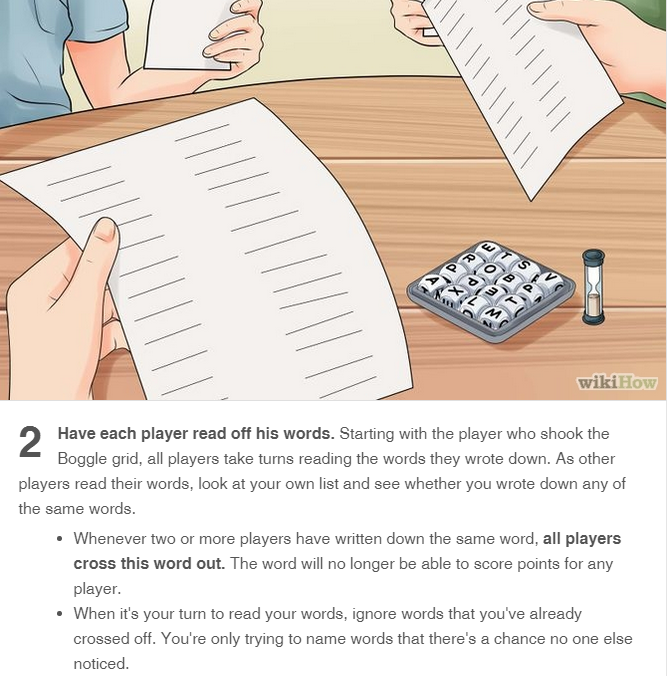 wikiHow
2 Have each player read off his words. Starting with the player who shook the
Boggle grid, all players take turns reading the words they wrote down. As other
players read their words, look at your own list and see whether you wrote down any of
the same words.
• Whenever two or more players have written down the same word, all players
cross this word out. The word will no longer be able to score points for any
player.
• When it's your turn to read your words, ignore words that you've already
crossed off. You're only trying to name words that there's a chance no one else
noticed.